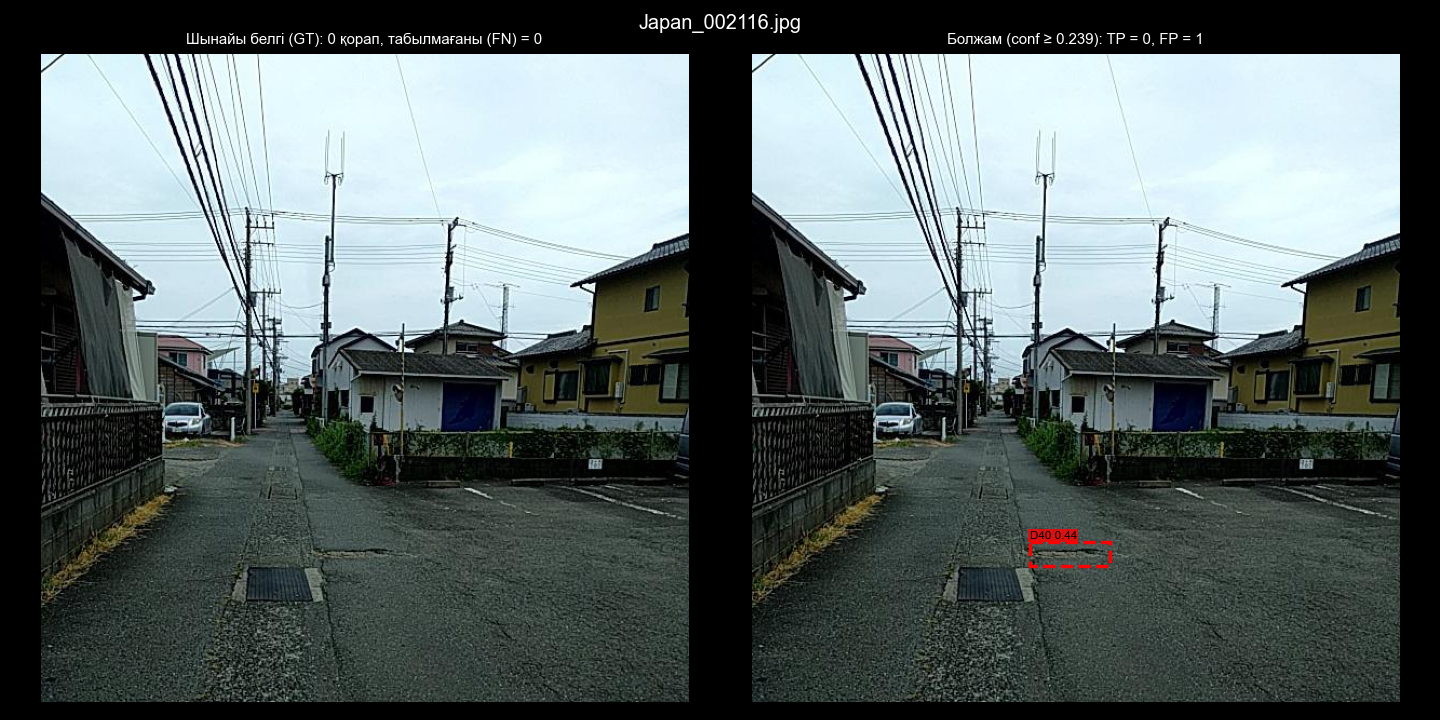 Japan_002116.jpg
Шынайы белгі (GT): 0 қорап, табылмағаны (FN) = 0
Болжам (conf ≥ 0.239): TP = 0, FP = 1
D40 0.44